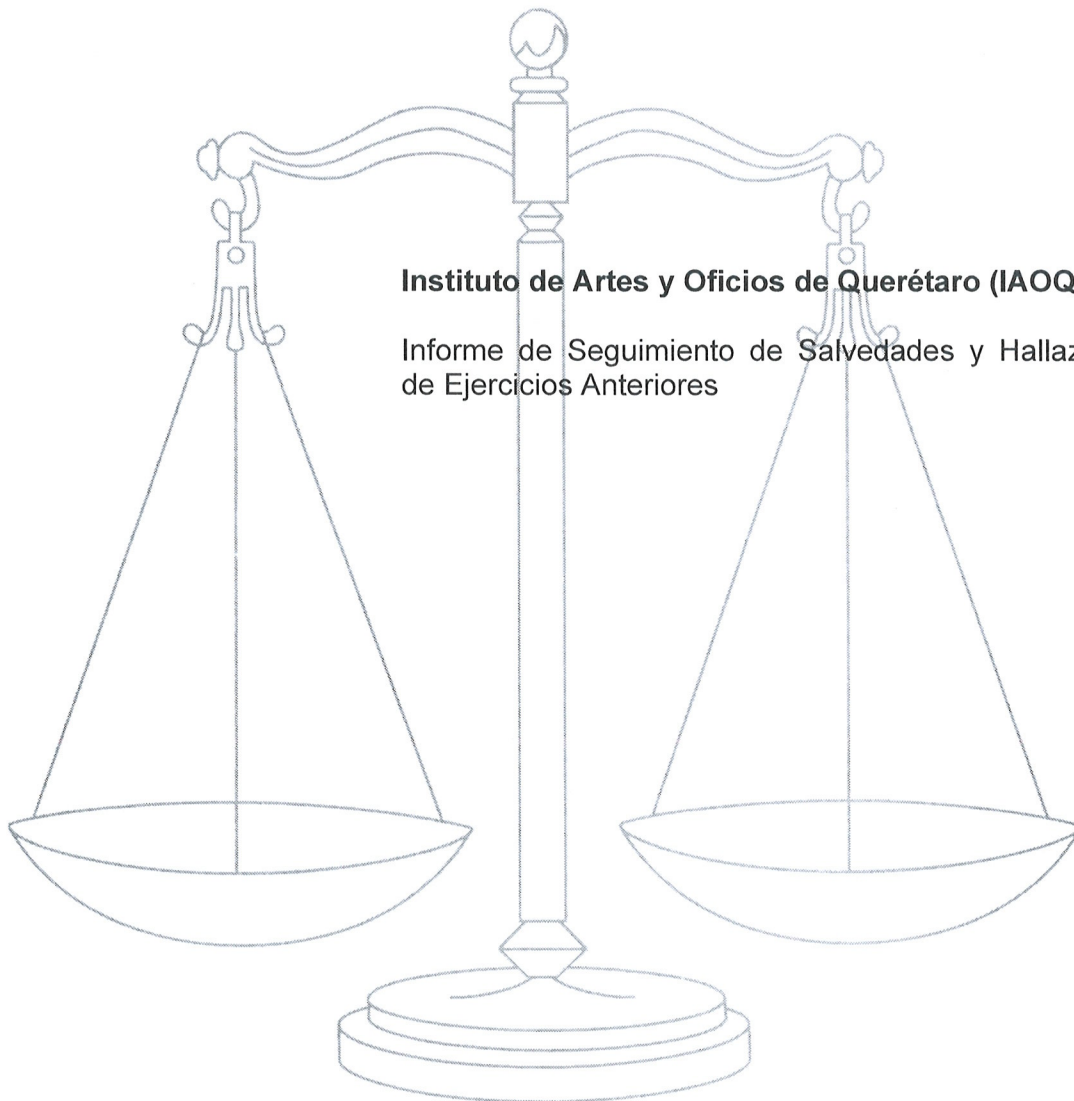 Instituto de Artes y Oficios de Querétaro (IAOQ
Informe de Seguimiento de Salvedades y Hallaz
de Ejercicios Anteriores